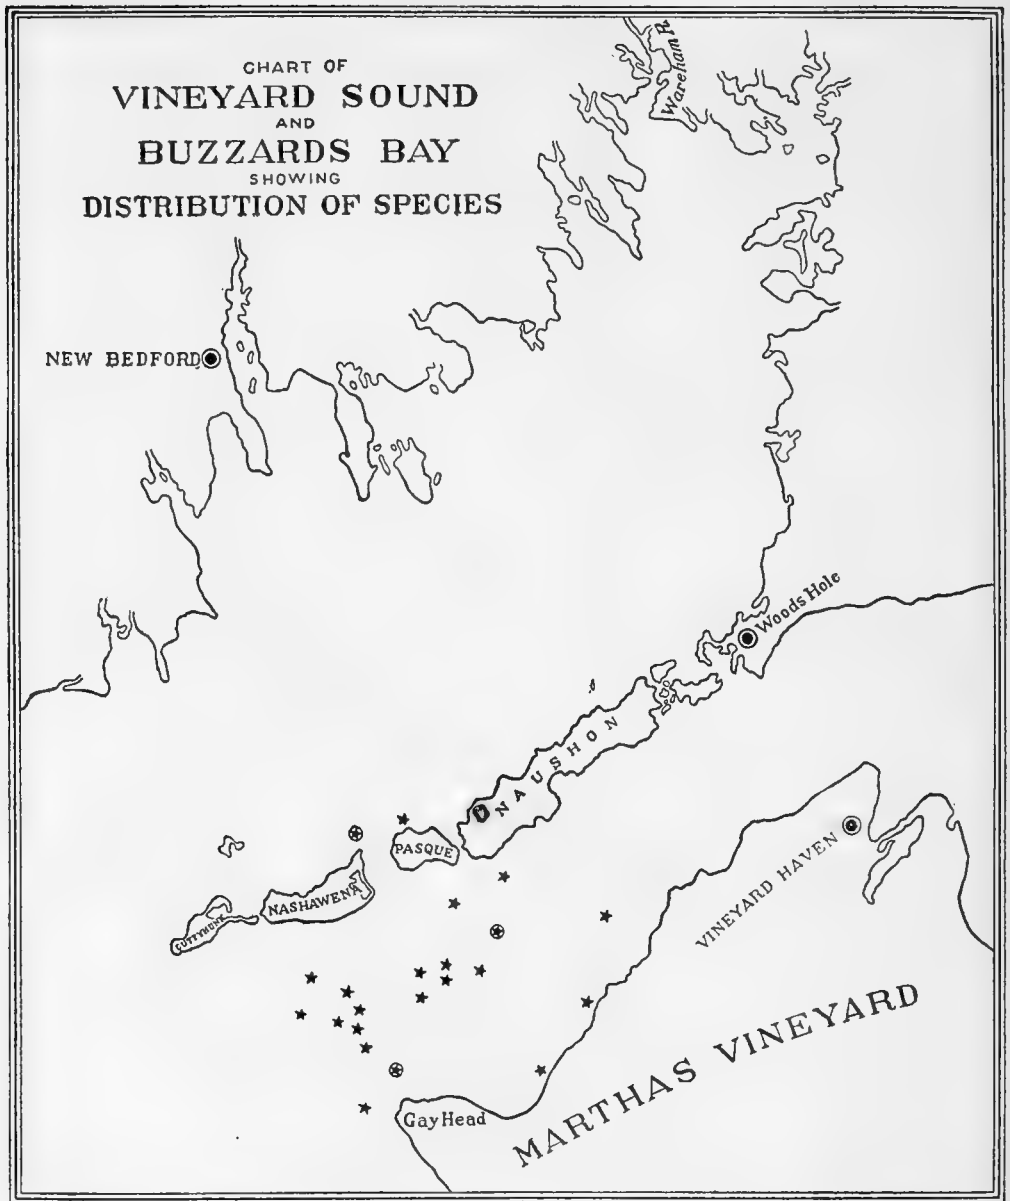 CHART OF
VINEYARD SOUND
AND
BUZZARDS BAY
SHOWING
DISTRIBUTION OF SPECIES
Wareham R.
NEW BEDFORD
Woods Hole
NAUSHON
PASQUE
NASHAWENA
CUTTYHUNK
VINEYARD HAVEN
MARTHAS VINEYARD
Gay Head